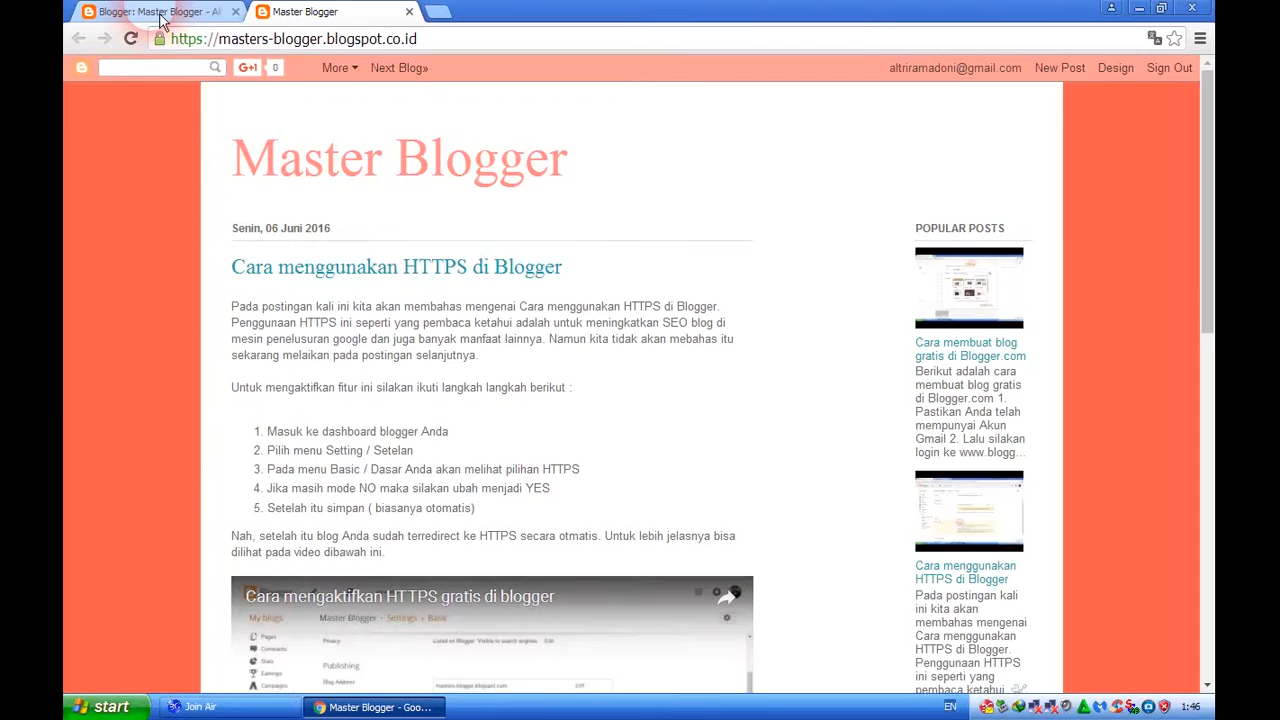 Blogger: Master Blogger - Al
Master Blogger
https://masters-blogger.blogspot.co.id
G+1 0
More
Next Blog»
altriramadoni@gmail.com
New Post
Design
Sign Out
Master Blogger
Senin, 06 Juni 2016
Cara menggunakan HTTPS di Blogger
Pada postingan kali ini kita akan membahas mengenai Cara menggunakan HTTPS di Blogger.
Penggunaan HTTPS ini seperti yang pembaca ketahui adalah untuk meningkatkan SEO blog di
mesin penelusuran google dan juga banyak manfaat lainnya. Namun kita tidak akan mebahas itu
sekarang melaikan pada postingan selanjutnya.
Untuk mengaktifkan fitur ini silakan ikuti langkah langkah berikut :
1. Masuk ke dashboard blogger Anda
2. Pilih menu Setting / Setelan
3. Pada menu Basic / Dasar Anda akan melihat pilihan HTTPS
4. Jika masih mode NO maka silakan ubah menjadi YES
5. Setelah itu simpan ( biasanya otomatis)
Nah, setelah itu blog Anda sudah terredirect ke HTTPS secara otmatis. Untuk lebih jelasnya bisa
dilihat pada video dibawah ini.
Cara mengaktifkan HTTPS gratis di blogger
My blogs
Master Blogger · Settings › Basic
Pages
Comments
Stats
Earnings
Campaigns
Privacy
Listed on Blogger. Visible to search engines. Edit
Publishing
Blog Address
masters-blogger.blogspot.com
Edit
POPULAR POSTS
Cara membuat blog
gratis di Blogger.com
Berikut adalah cara
membuat blog gratis
di Blogger.com 1.
Pastikan Anda telah
mempunyai Akun
Gmail 2. Lalu silakan
login ke www.blogg...
Cara menggunakan
HTTPS di Blogger
Pada postingan kali
ini kita akan
membahas mengenai
Cara menggunakan
HTTPS di Blogger.
Penggunaan HTTPS
ini seperti yang
pembaca ketahui
start
Join Air
Master Blogger - Goo...
EN
1:46